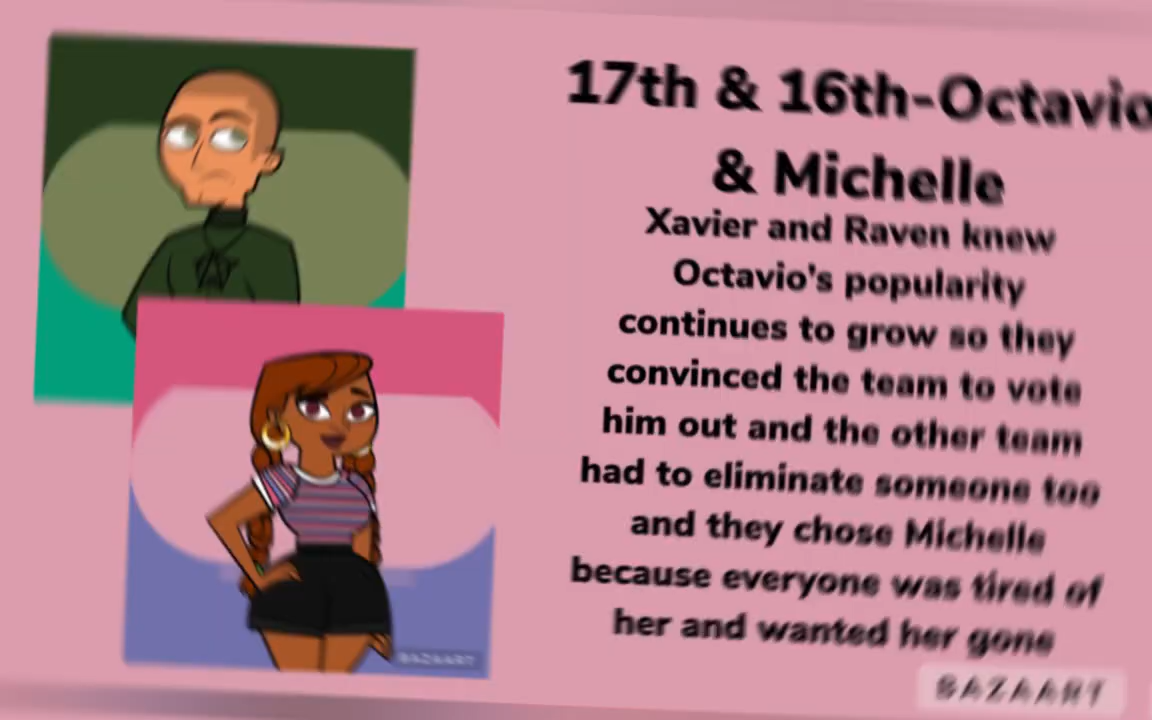 17th & 16th-Octavio
& Michelle
Xavier and Raven knew
Octavio's popularity
continues to grow so they
convinced the team to vote
him out and the other team
had to eliminate someone too
and they chose Michelle
because everyone was tired of
her and wanted her gone
BAZAART
BAZAART